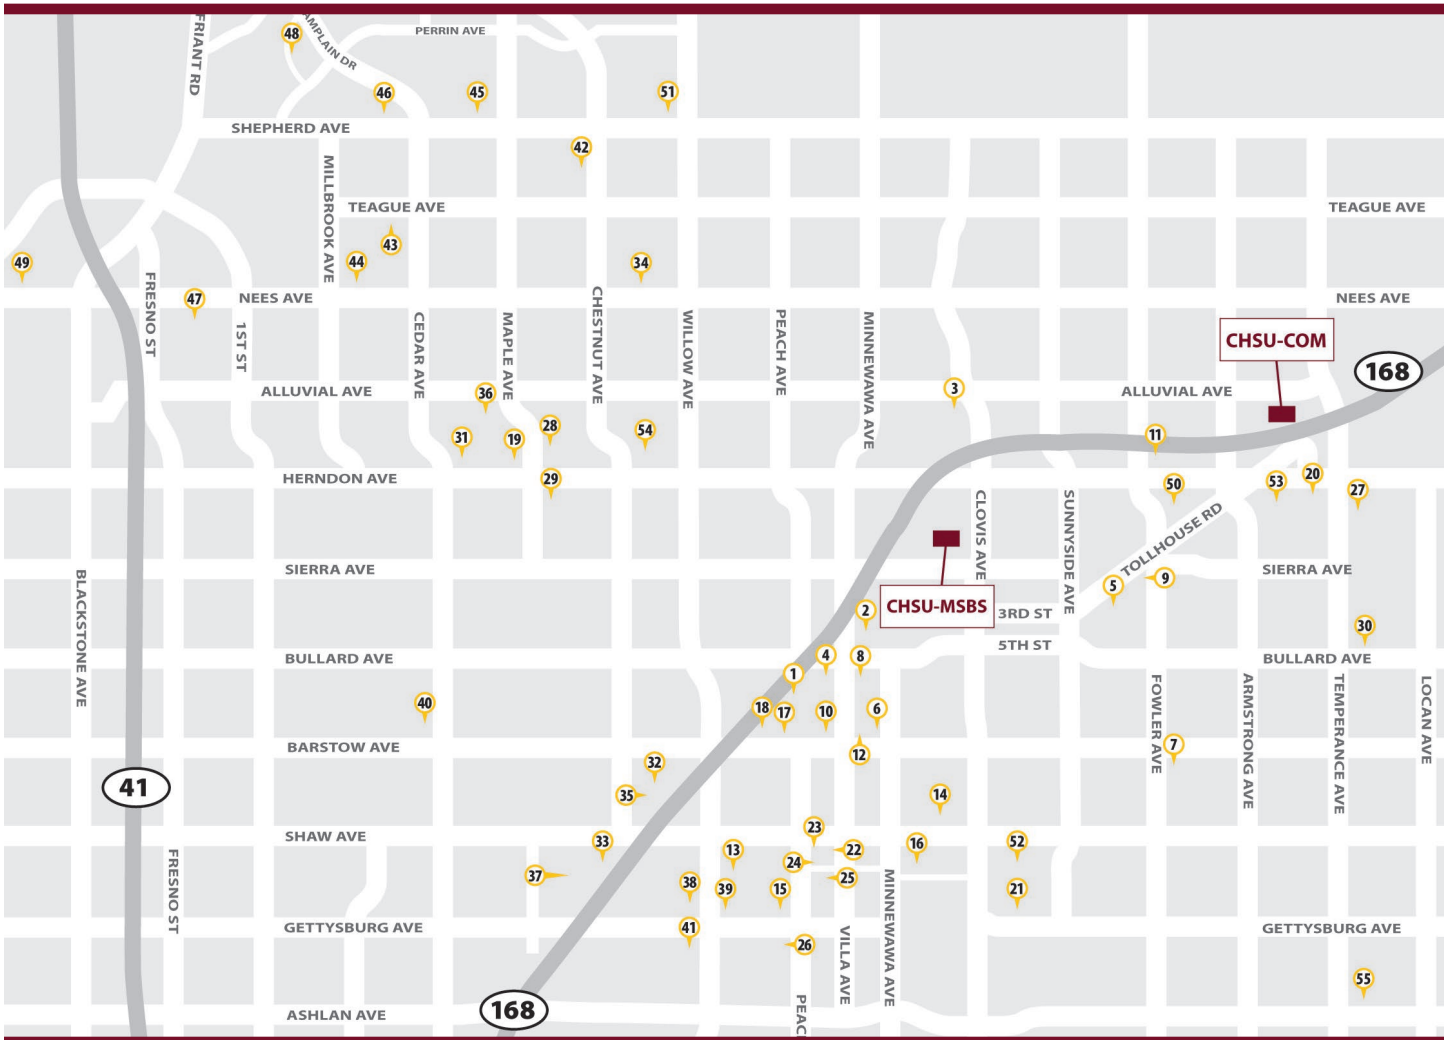 48
FRIANT RD
AMPLAIN DR
PERRIN AVE
46
45
51
SHEPHERD AVE
42
MILLBROOK AVE
TEAGUE AVE
TEAGUE AVE
43
44
49
34
FRESNO ST
47
NEES AVE
NEES AVE
1ST ST
CEDAR AVE
MAPLE AVE
CHESTNUT AVE
WILLOW AVE
PEACH AVE
MINNEWAWA AVE
CHSU-COM
168
ALLUVIAL AVE
36
3
ALLUVIAL AVE
31
19
28
54
11
HERNDON AVE
29
50
53
20
27
CLOVIS AVE
SUNNYSIDE AVE
TOLLHOUSE RD
BLACKSTONE AVE
SIERRA AVE
5
9
SIERRA AVE
CHSU-MSBS
2
3RD ST
30
5TH ST
BULLARD AVE
4
8
BULLARD AVE
1
40
18
17
10
6
FOWLER AVE
ARMSTRONG AVE
TEMPERANCE AVE
LOCAN AVE
BARSTOW AVE
12
7
32
41
35
14
SHAW AVE
33
23
13
22
16
52
24
FRESNO ST
37
38
39
15
25
21
MINNEWAWA AVE
GETTYSBURG AVE
41
26
VILLA AVE
GETTYSBURG AVE
55
168
ASHLAN AVE
PEAC